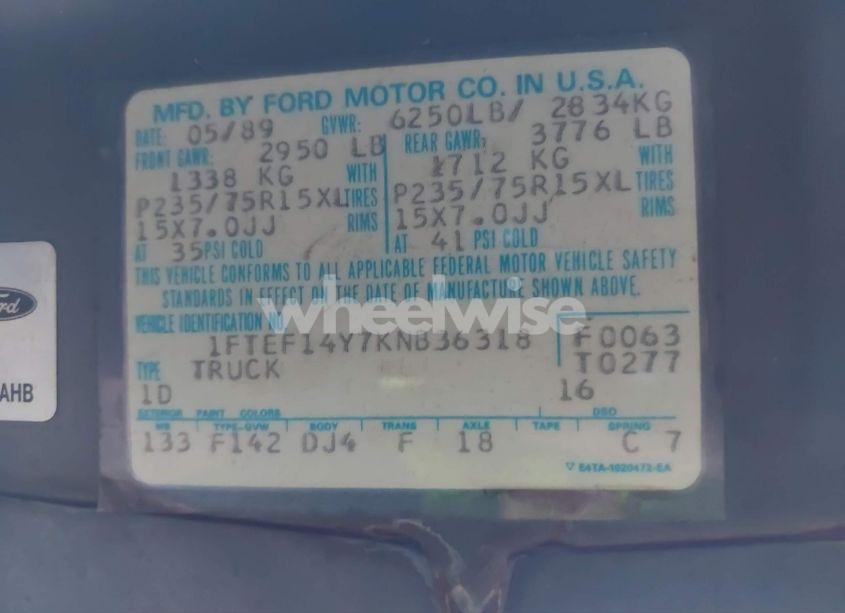 MFD. BY FORD MOTOR CO. IN U.S.A.
DATE: 05/89 GVWR: 6250LB/ 2834KG
FRONT GAWR: 2950 LB REAR GAWR: 3776 LB
1338 KG WITH 1712 KG WITH
P235/75R15XL TIRES P235/75R15XL TIRES
15X7.0JJ RIMS 15X7.0JJ RIMS
AT 35 PSI COLD AT 41 PSI COLD
THIS VEHICLE CONFORMS TO ALL APPLICABLE FEDERAL MOTOR VEHICLE SAFETY
STANDARDS IN EFFECT ON THE DATE OF MANUFACTURE SHOWN ABOVE.
wheelwise
VEHICLE IDENTIFICATION NO.
1FTEF14Y7KNB36318 F0063
TYPE TRUCK T0277
1D 16
EXTERIOR PAINT COLORS DSO
WB TYPE-GVW BODY TRANS AXLE TAPE SPRING
133 F142 DJ4 F 18 C 7
E4TA-1520472-EA
AHB